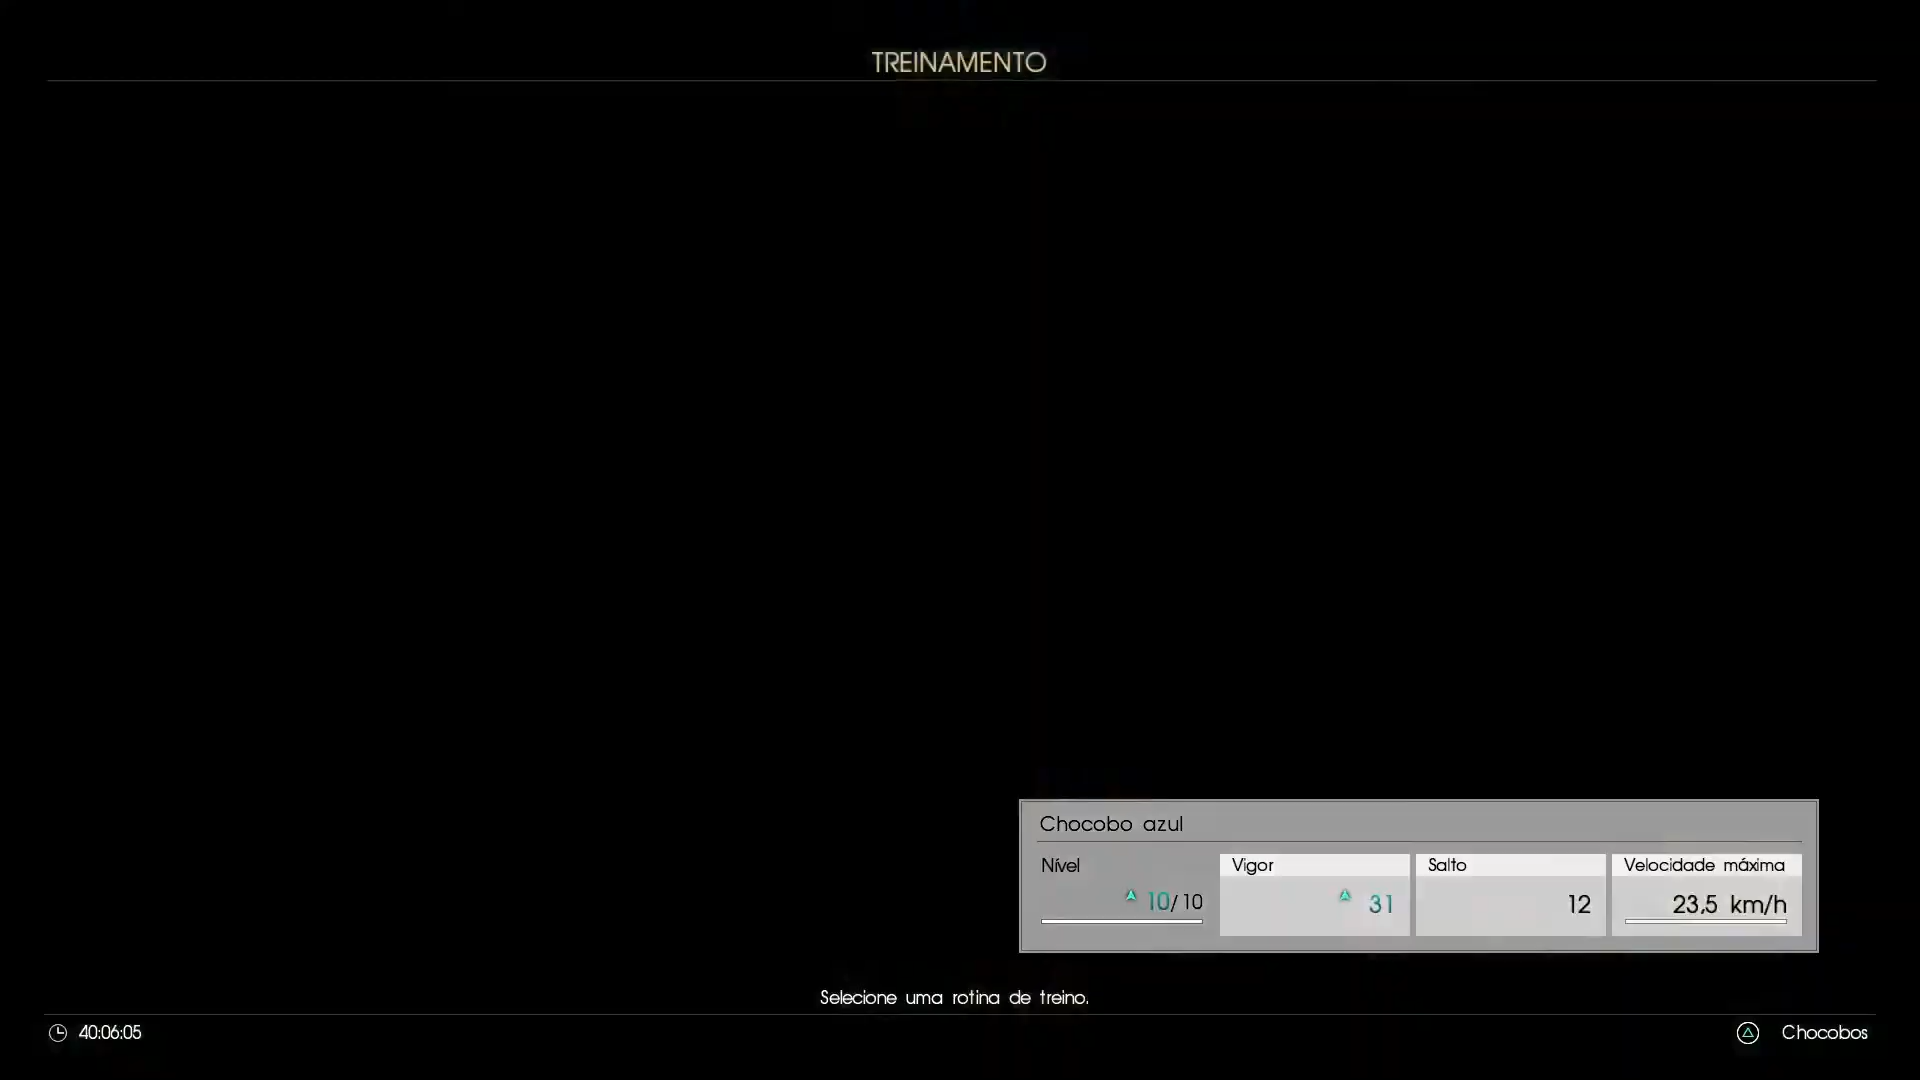 TREINAMENTO
Chocobo azul
Nível
10/10
Vigor
31
Salto
12
Velocidade máxima
23,5 km/h
Selecione uma rotina de treino.
40:06:05
Chocobos